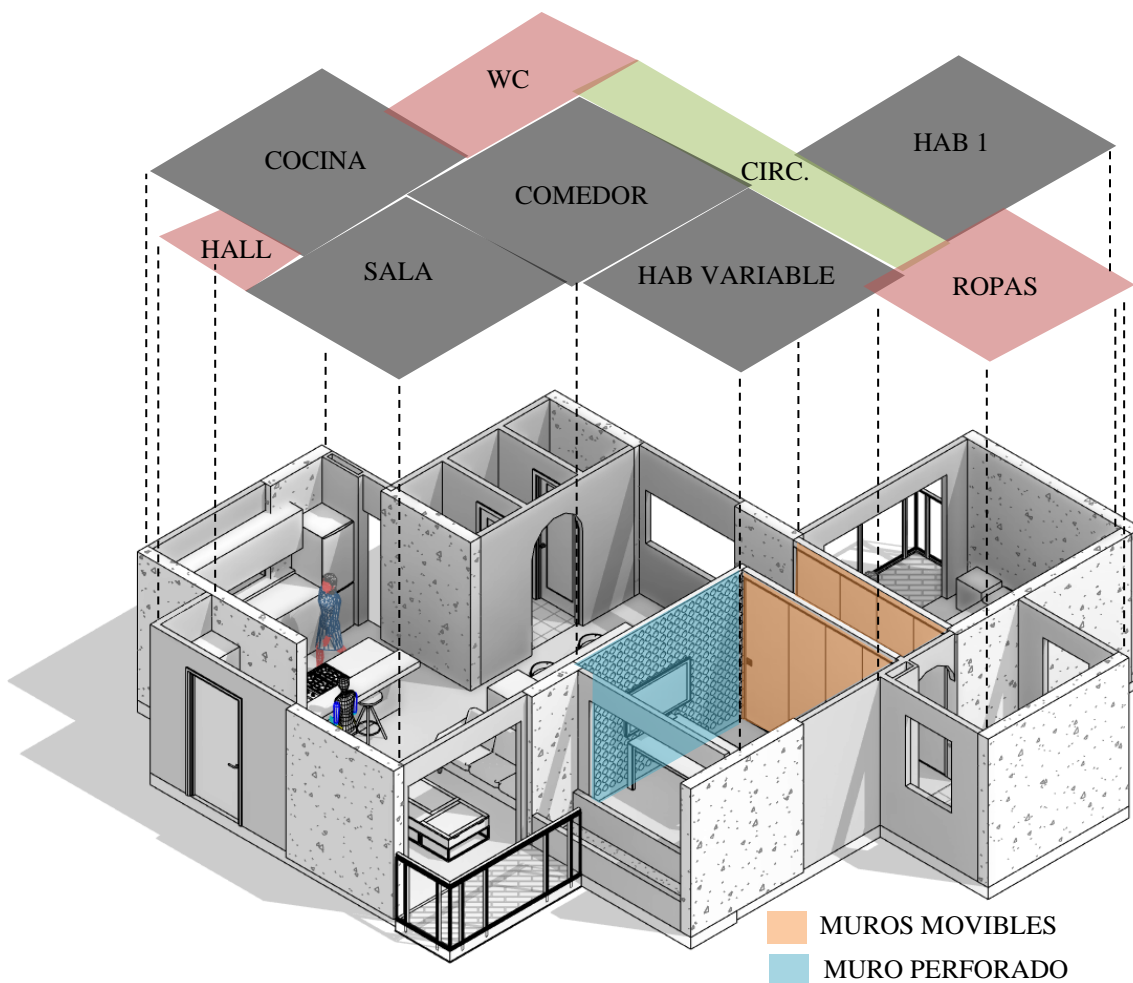 WC
HAB 1
COCINA
CIRC.
COMEDOR
HALL
SALA
HAB VARIABLE
ROPAS
MUROS MOVIBLES
MURO PERFORADO